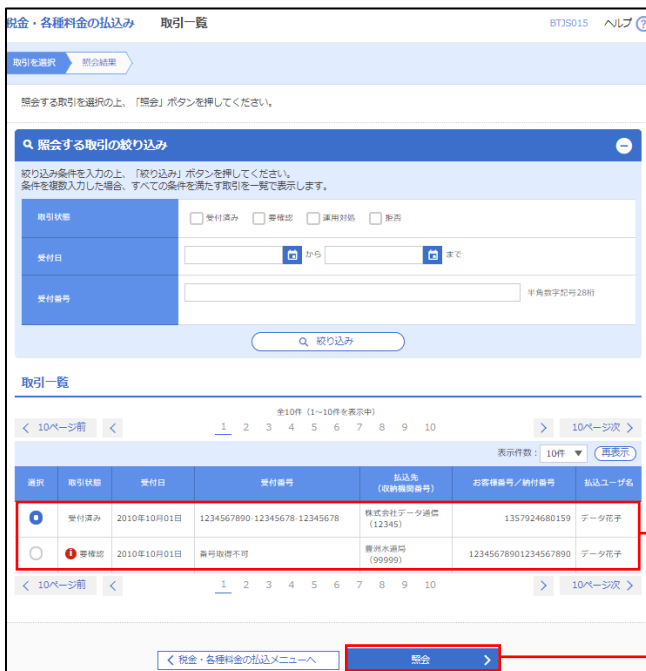 税金・各種料金の払込み 取引一覧 BTJS015 ヘルプ ?
取引を選択 照会結果
照会する取引を選択の上、「照会」ボタンを押してください。
照会する取引の絞り込み
絞り込み条件を入力の上、「絞り込み」ボタンを押してください。
条件を複数入力した場合、すべての条件を満たす取引を一覧で表示します。
取引状態 受付済み 要確認 運用対処 拒否
受付日 から まで
受付番号 半角数字記号28桁
絞り込み
取引一覧
全10件(1~10件を表示中)
< 10ページ前 < 1 2 3 4 5 6 7 8 9 10 > 10ページ次 >
表示件数: 10件 ▼ 再表示
選択 取引状態 受付日 受付番号 払込先 お客様番号/納付番号 払込ユーザ名
(収納機関番号)
受付済み 2010年10月01日 1234567890-12345678-12345678 株式会社データ通信 1357924680159 データ花子
(12345)
! 要確認 2010年10月01日 番号取得不可 豊洲水道局 12345678901234567890 データ花子
(99999)
< 10ページ前 < 1 2 3 4 5 6 7 8 9 10 > 10ページ次 >
< 税金・各種料金の払込メニューへ 照会 >